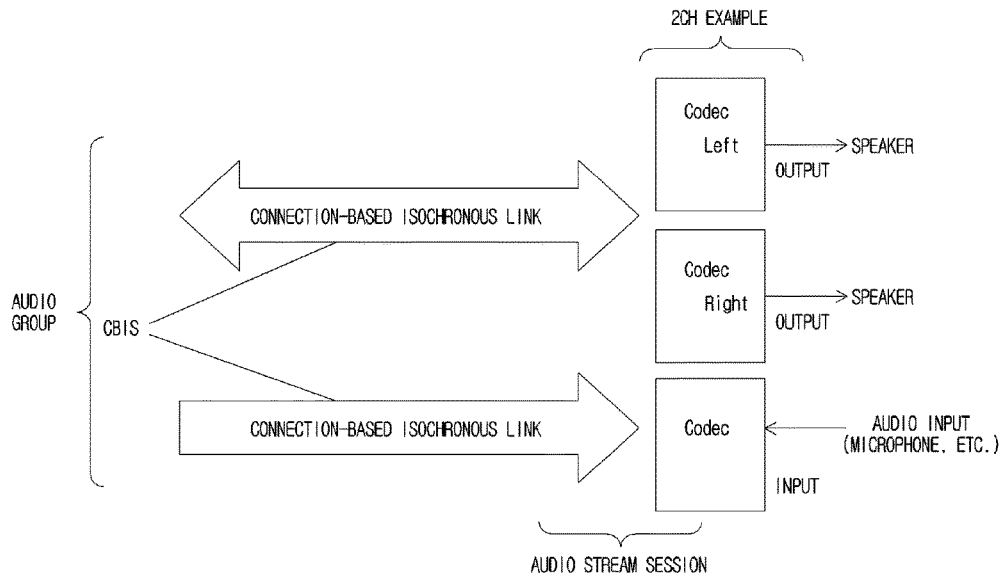 2CH EXAMPLE
Codec
Left
SPEAKER
OUTPUT
CONNECTION-BASED ISOCHRONOUS LINK
Codec
Right
SPEAKER
OUTPUT
AUDIO
GROUP
CBIS
CONNECTION-BASED ISOCHRONOUS LINK
Codec
AUDIO INPUT
(MICROPHONE, ETC.)
INPUT
AUDIO STREAM SESSION